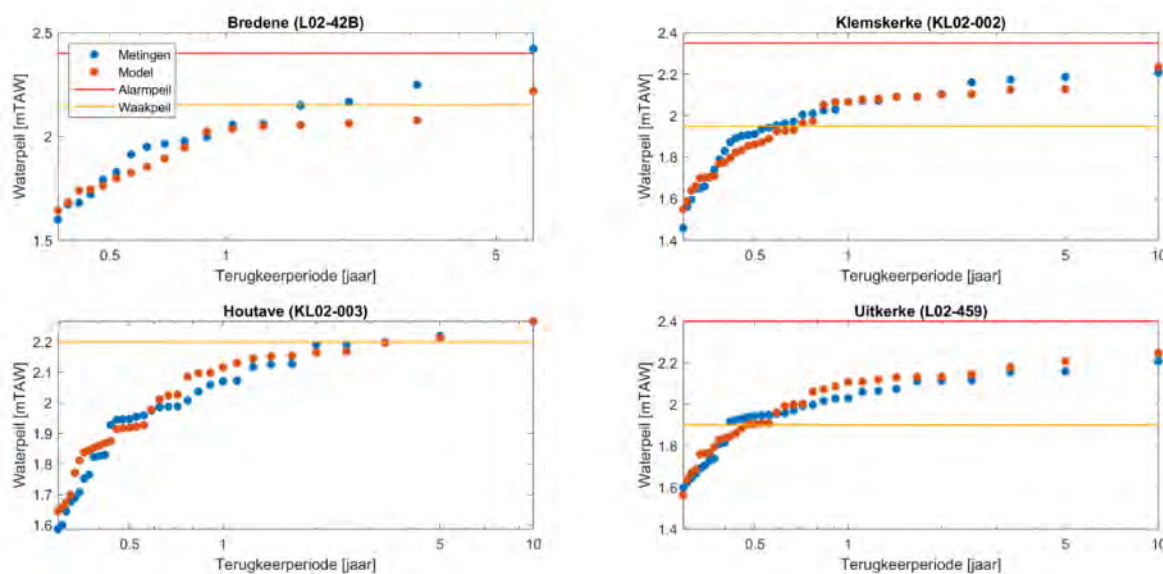 Bredene (L02-42B)
2.5
2
1.5
Waterpeil [mTAW]
Metingen
Model
Alarmpeil
Waakpeil
0.5
1
5
Terugkeerperiode [jaar]
Klemskerke (KL02-002)
2.4
2.2
2
1.8
1.6
1.4
Waterpeil [mTAW]
0.5
1
5
10
Terugkeerperiode [jaar]
Houtave (KL02-003)
2.2
2.1
2
1.9
1.8
1.7
1.6
Waterpeil [mTAW]
0.5
1
5
10
Terugkeerperiode [jaar]
Uitkerke (L02-459)
2.4
2.2
2
1.8
1.6
1.4
Waterpeil [mTAW]
0.5
1
5
10
Terugkeerperiode [jaar]